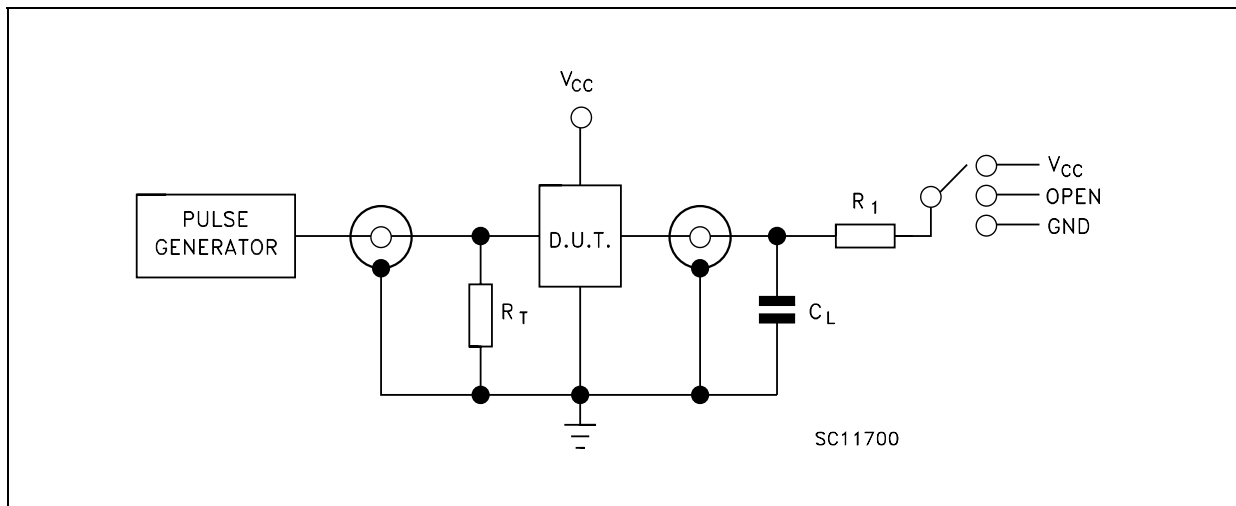 VCC
PULSE
GENERATOR
D.U.T.
RT
CL
R1
VCC
OPEN
GND
SC11700